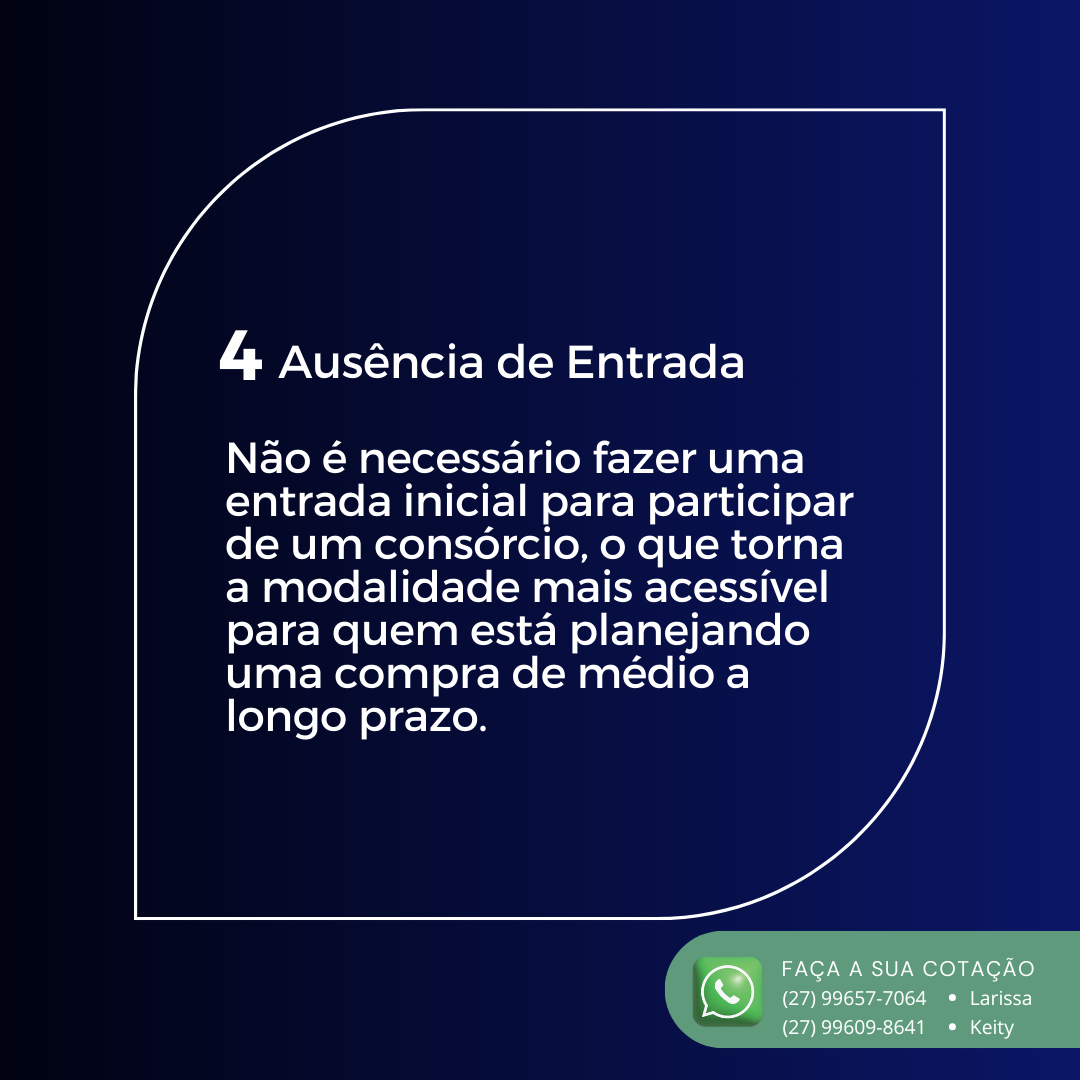 4 Ausência de Entrada
Não é necessário fazer uma
entrada inicial para participar
de um consórcio, o que torna
a modalidade mais acessível
para quem está planejando
uma compra de médio a
longo prazo.
FAÇA A SUA COTAÇÃO
(27) 99657-7064 • Larissa
(27) 99609-8641 • Keity